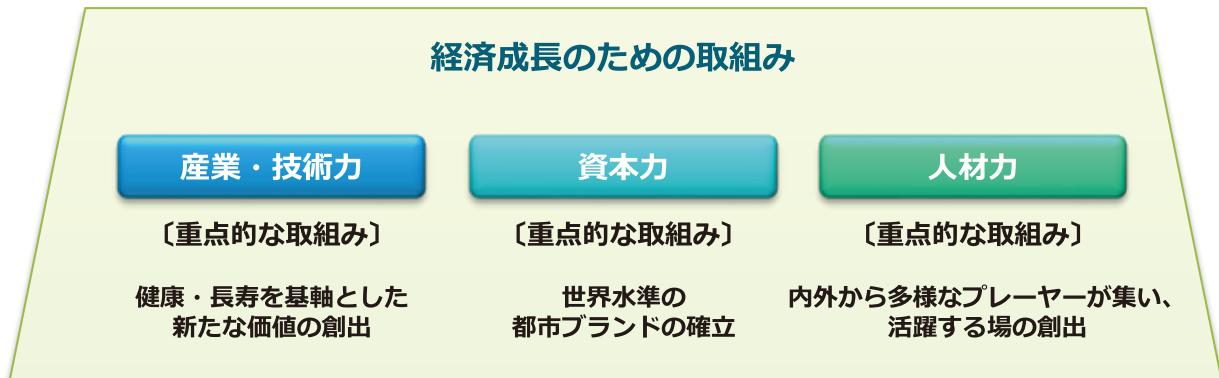 経済成長のための取組み
産業・技術力
資本力
人材力
〔重点的な取組み〕
〔重点的な取組み〕
〔重点的な取組み〕
健康・長寿を基軸とした
新たな価値の創出
世界水準の
都市ブランドの確立
内外から多様なプレーヤーが集い、
活躍する場の創出